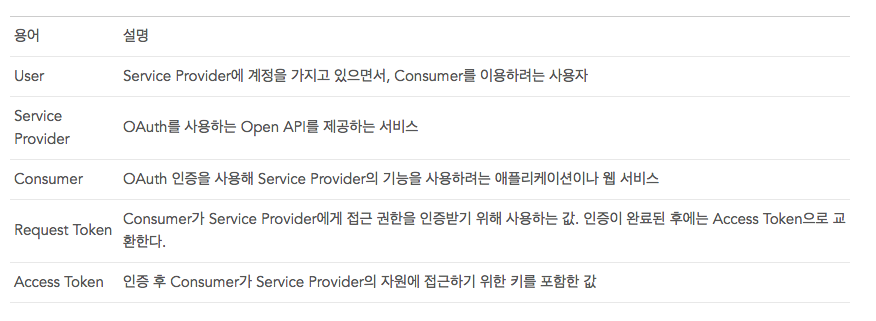 용어 설명
User Service Provider에 계정을 가지고 있으면서, Consumer를 이용하려는 사용자
Service
Provider OAuth를 사용하는 Open API를 제공하는 서비스
Consumer OAuth 인증을 사용해 Service Provider의 기능을 사용하려는 애플리케이션이나 웹 서비스
Request Token Consumer가 Service Provider에게 접근 권한을 인증받기 위해 사용하는 값. 인증이 완료된 후에는 Access Token으로 교
환한다.
Access Token 인증 후 Consumer가 Service Provider의 자원에 접근하기 위한 키를 포함한 값